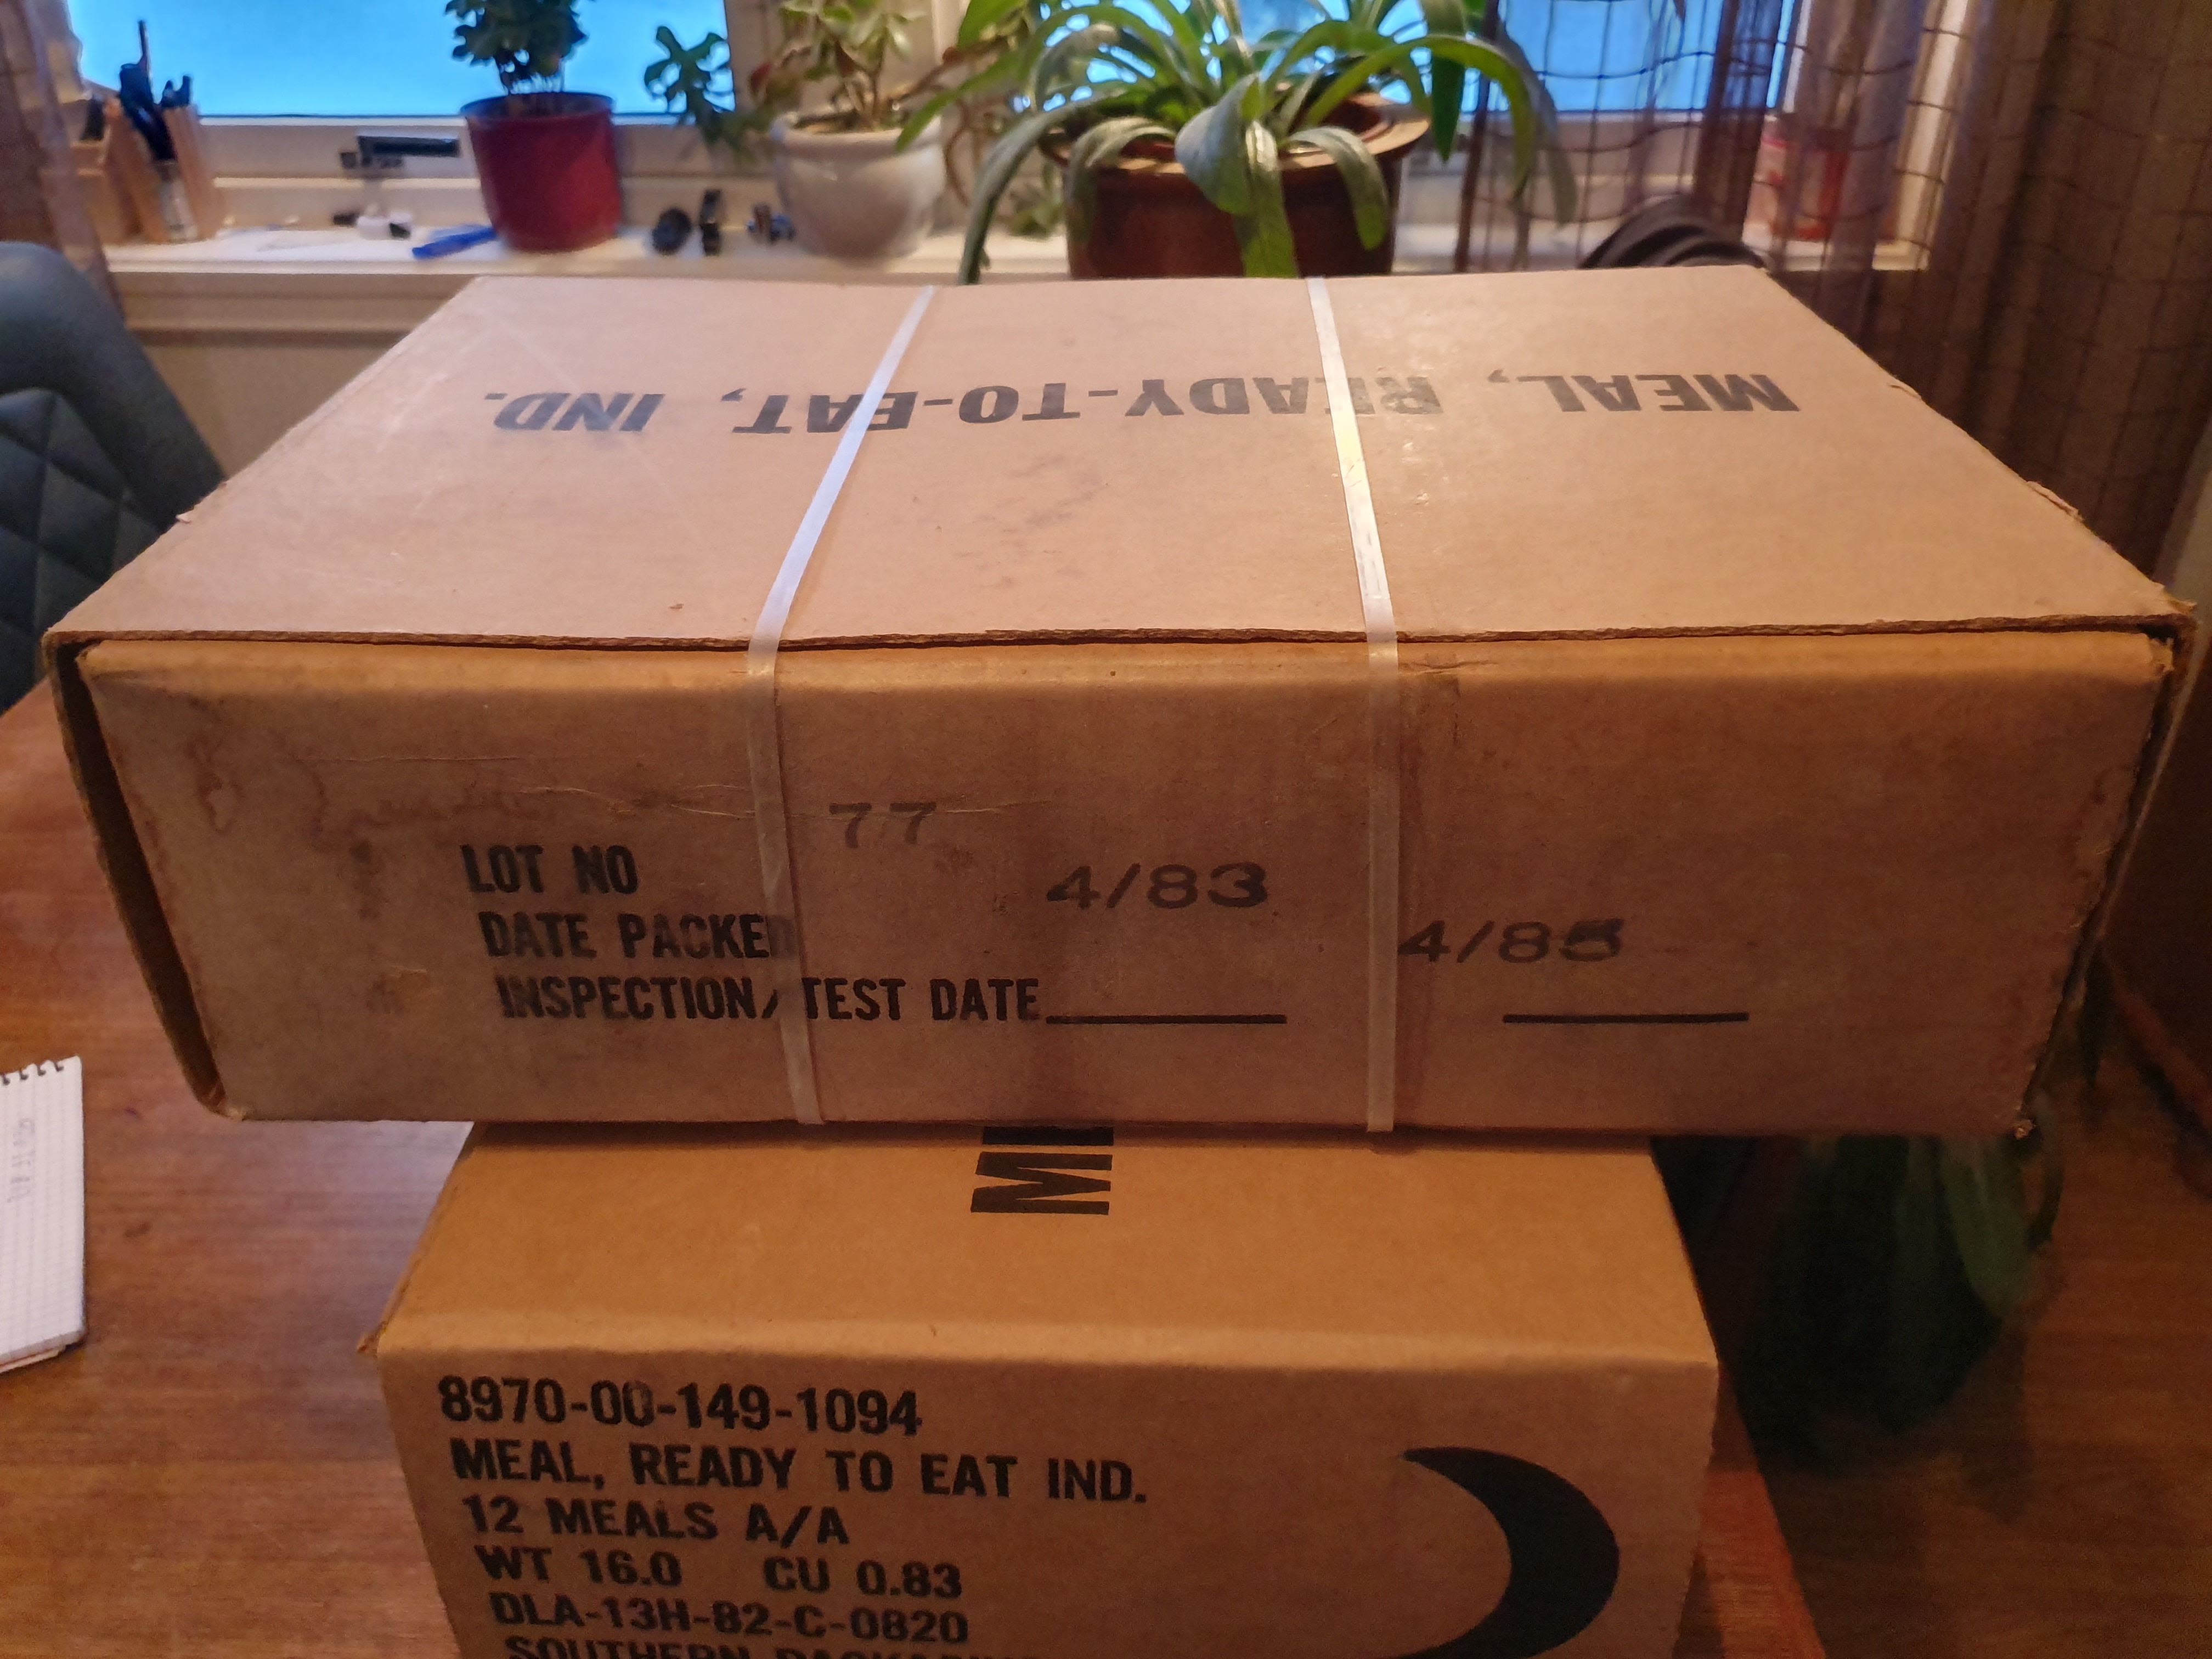 MEAL, READY-TO-EAT, IND.
77
LOT NO
4/83
DATE PACKED
4/85
INSPECTION/TEST DATE
8970-00-149-1094
MEAL, READY TO EAT IND.
12 MEALS A/A
WT 16.0 CU 0.83
DLA-13H-82-C-0820
SOUTHERN